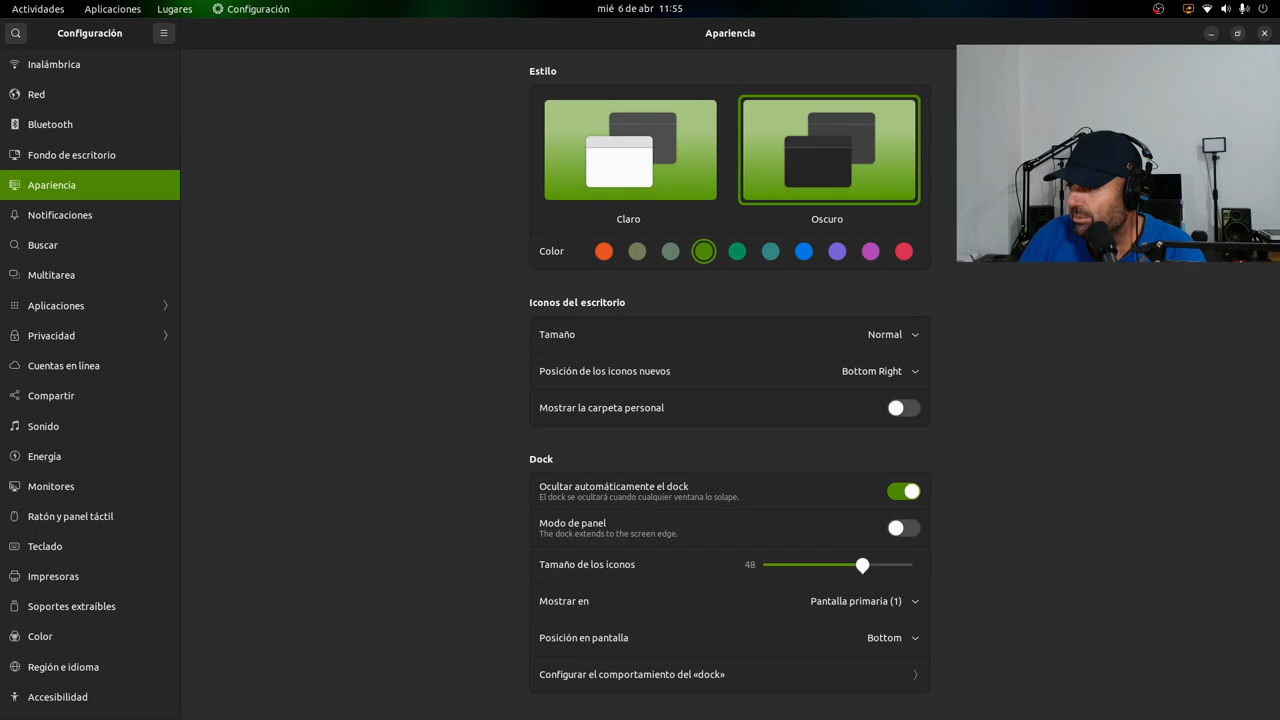 Actividades Aplicaciones Lugares Configuración mié 6 de abr 11:55
Configuración
Apariencia
Inalámbrica
Red
Bluetooth
Fondo de escritorio
Apariencia
Notificaciones
Buscar
Multitarea
Aplicaciones
Privacidad
Cuentas en línea
Compartir
Sonido
Energía
Monitores
Ratón y panel táctil
Teclado
Impresoras
Soportes extraíbles
Color
Región e idioma
Accesibilidad
Estilo
Claro Oscuro
Color
Iconos del escritorio
Tamaño Normal
Posición de los iconos nuevos Bottom Right
Mostrar la carpeta personal
Dock
Ocultar automáticamente el dock
El dock se ocultará cuando cualquier ventana lo solape.
Modo de panel
The dock extends to the screen edge.
Tamaño de los iconos 48
Mostrar en Pantalla primaria (1)
Posición en pantalla Bottom
Configurar el comportamiento del «dock»